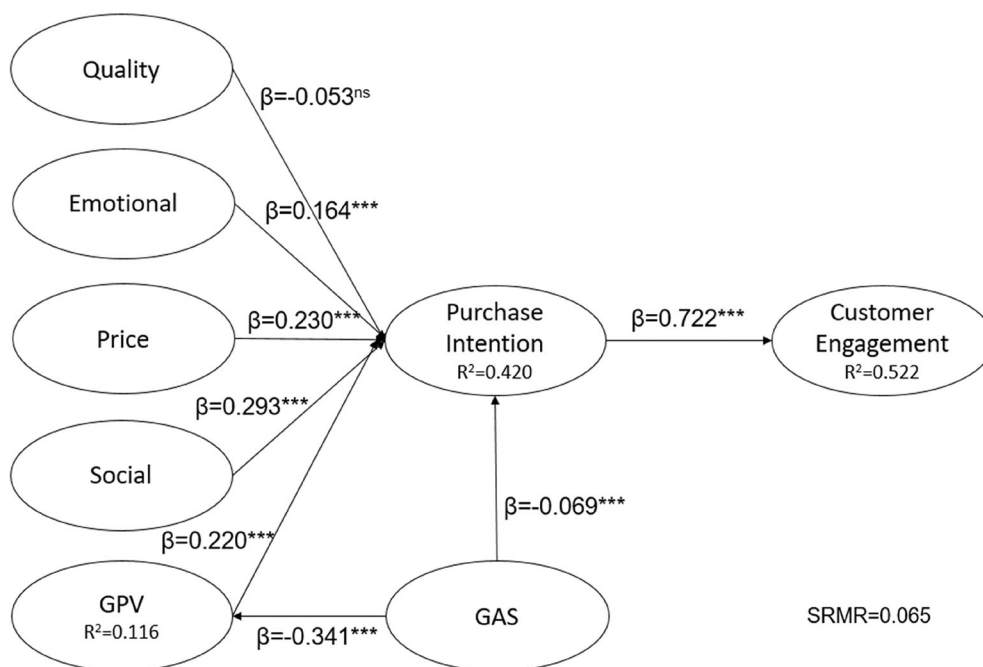 Quality
β=-0.053ns
Emotional
β=0.164***
Price
β=0.230***
Purchase
Intention
R²=0.420
β=0.722***
Customer
Engagement
R²=0.522
Social
β=0.293***
β=0.220***
β=-0.069***
GPV
R²=0.116
β=-0.341***
GAS
SRMR=0.065